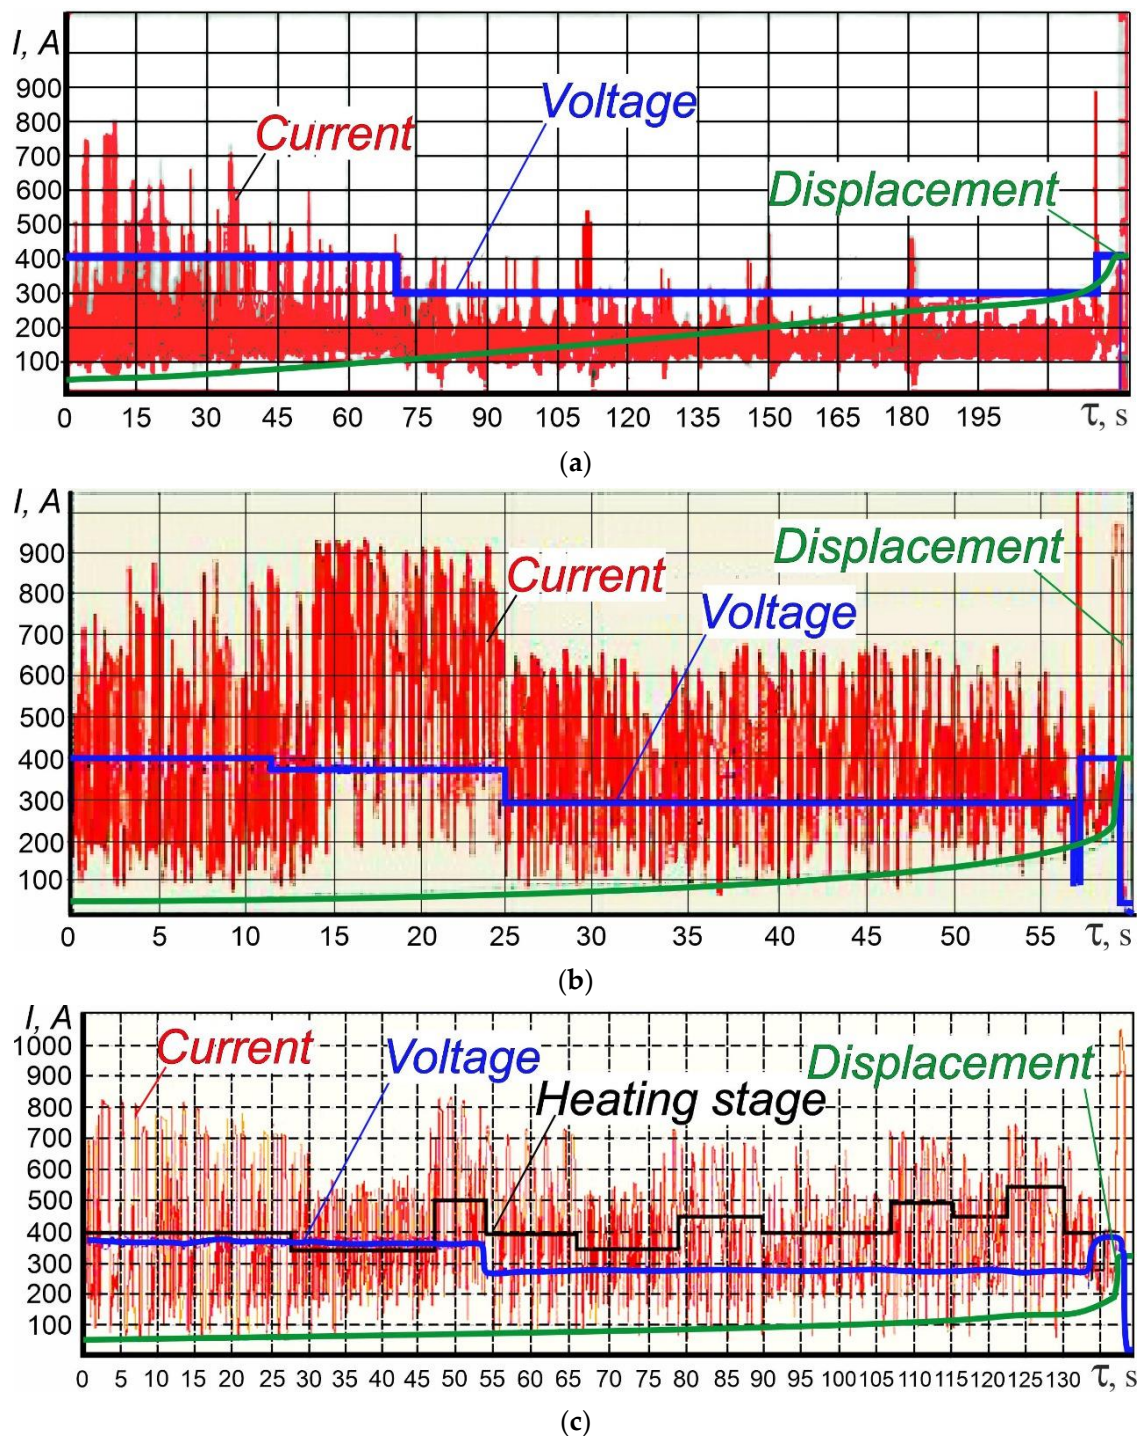 I, A
Current
Voltage
Displacement
900
800
700
600
500
400
300
200
100
0 15 30 45 60 75 90 105 120 135 150 165 180 195 τ, s
(a)
I, A
Current
Voltage
Displacement
900
800
700
600
500
400
300
200
100
0 5 10 15 20 25 30 35 40 45 50 55 τ, s
(b)
I, A
Current
Voltage
Heating stage
Displacement
1000
900
800
700
600
500
400
300
200
100
0 5 10 15 20 25 30 35 40 45 50 55 60 65 70 75 80 85 90 95 100 105 110 115 120 125 130 τ, s
(c)